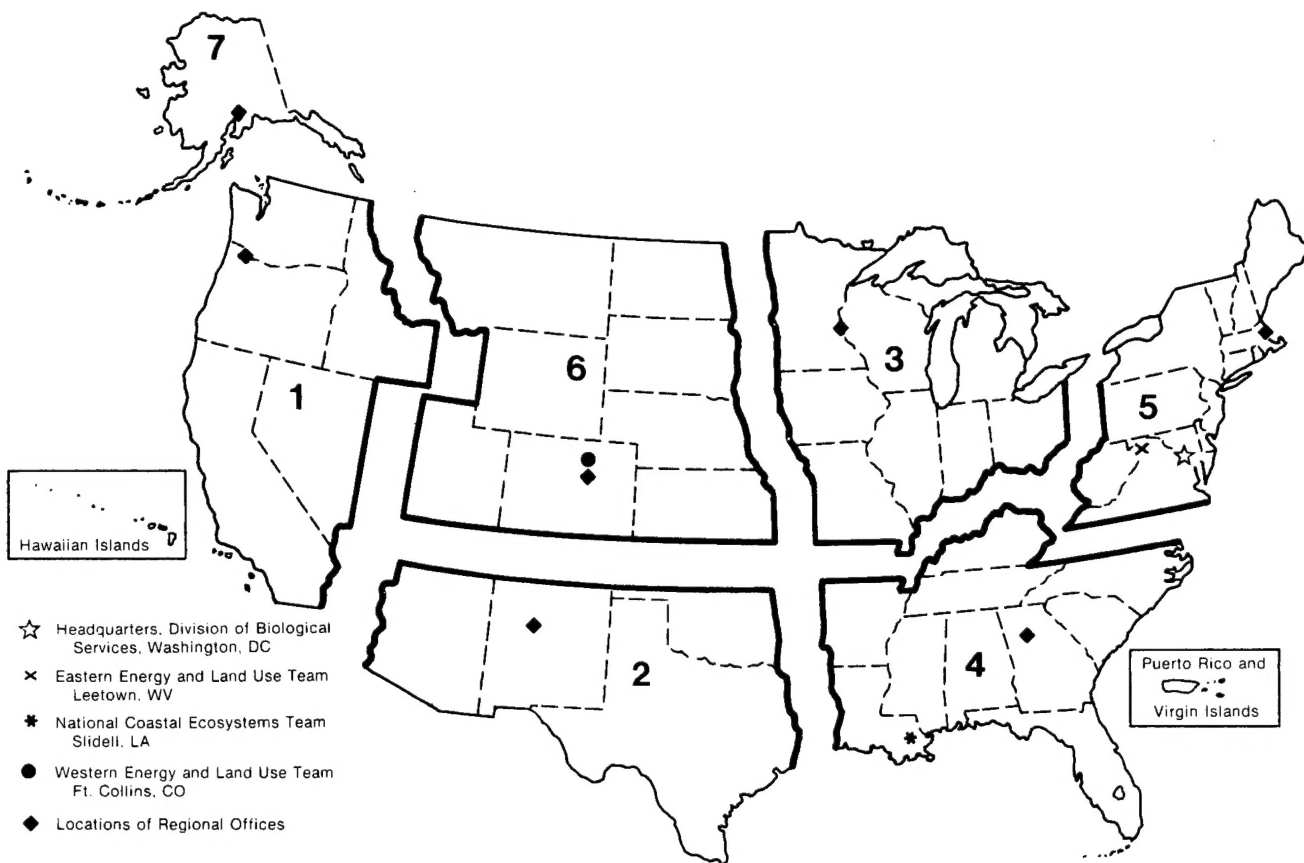 7
1
6
3
5
2
4
Hawaiian Islands
☆ Headquarters, Division of Biological
Services, Washington, DC
× Eastern Energy and Land Use Team
Leetown, WV
* National Coastal Ecosystems Team
Slidell, LA
● Western Energy and Land Use Team
Ft. Collins, CO
◆ Locations of Regional Offices
Puerto Rico and
Virgin Islands